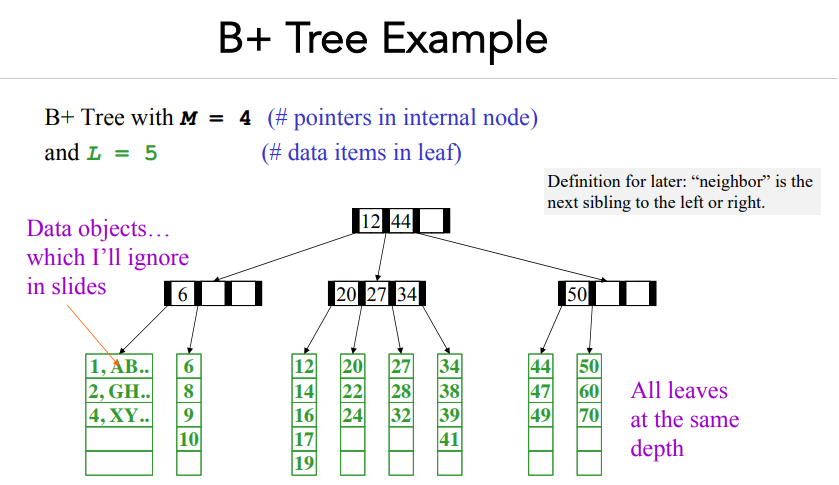 B+ Tree Example
B+ Tree with M = 4 (# pointers in internal node)
and L = 5 (# data items in leaf)
Definition for later: “neighbor” is the
next sibling to the left or right.
Data objects…
which I’ll ignore
in slides
12 44
6
20 27 34
50
1, AB.. 6 12 20 27 34 44 50
2, GH.. 8 14 22 28 38 47 60
4, XY.. 9 16 24 32 39 49 70
10 17 41
19
All leaves
at the same
depth